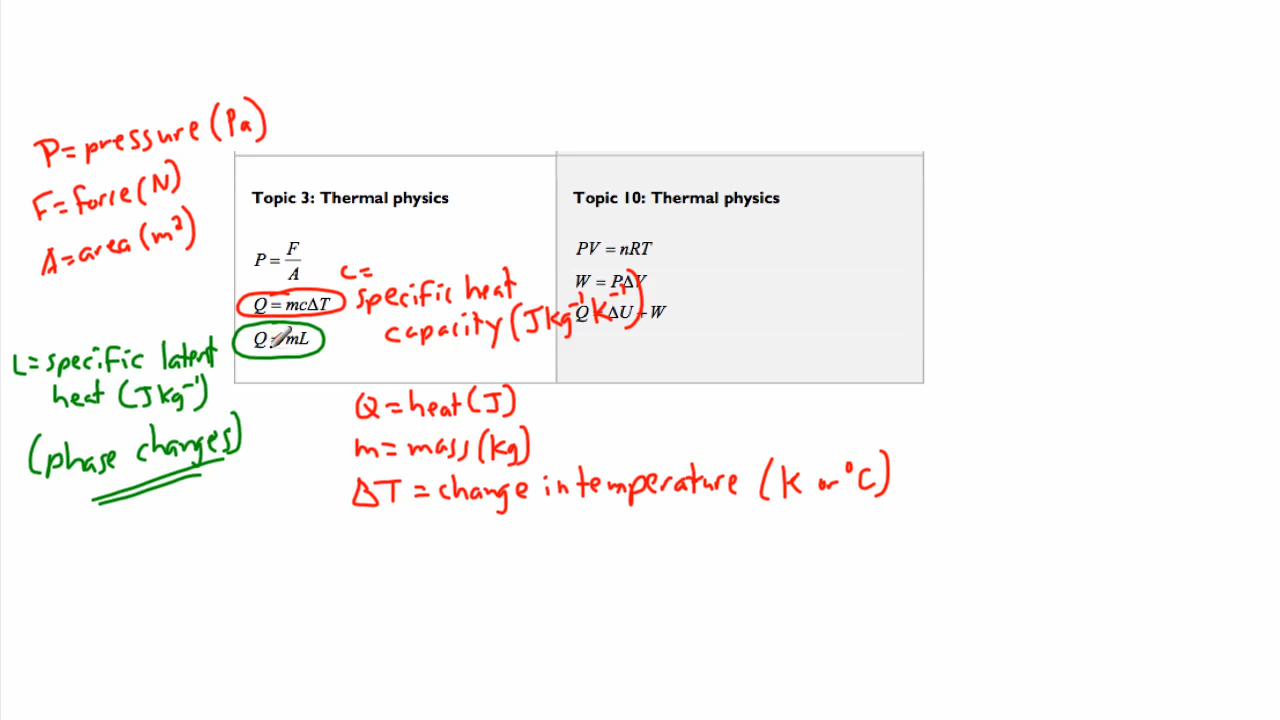 P=pressure (Pa)
F=force (N)
A=area (m²)
Topic 3: Thermal physics
P = F/A
Q = mcΔT
Q = mL
Topic 10: Thermal physics
PV = nRT
W = PΔV
Q = ΔU + W
c=
specific heat
capacity (J kg⁻¹ K⁻¹)
L=specific latent
heat (J kg⁻¹)
(phase changes)
Q = heat (J)
m = mass (kg)
ΔT = change in temperature (K or °C)